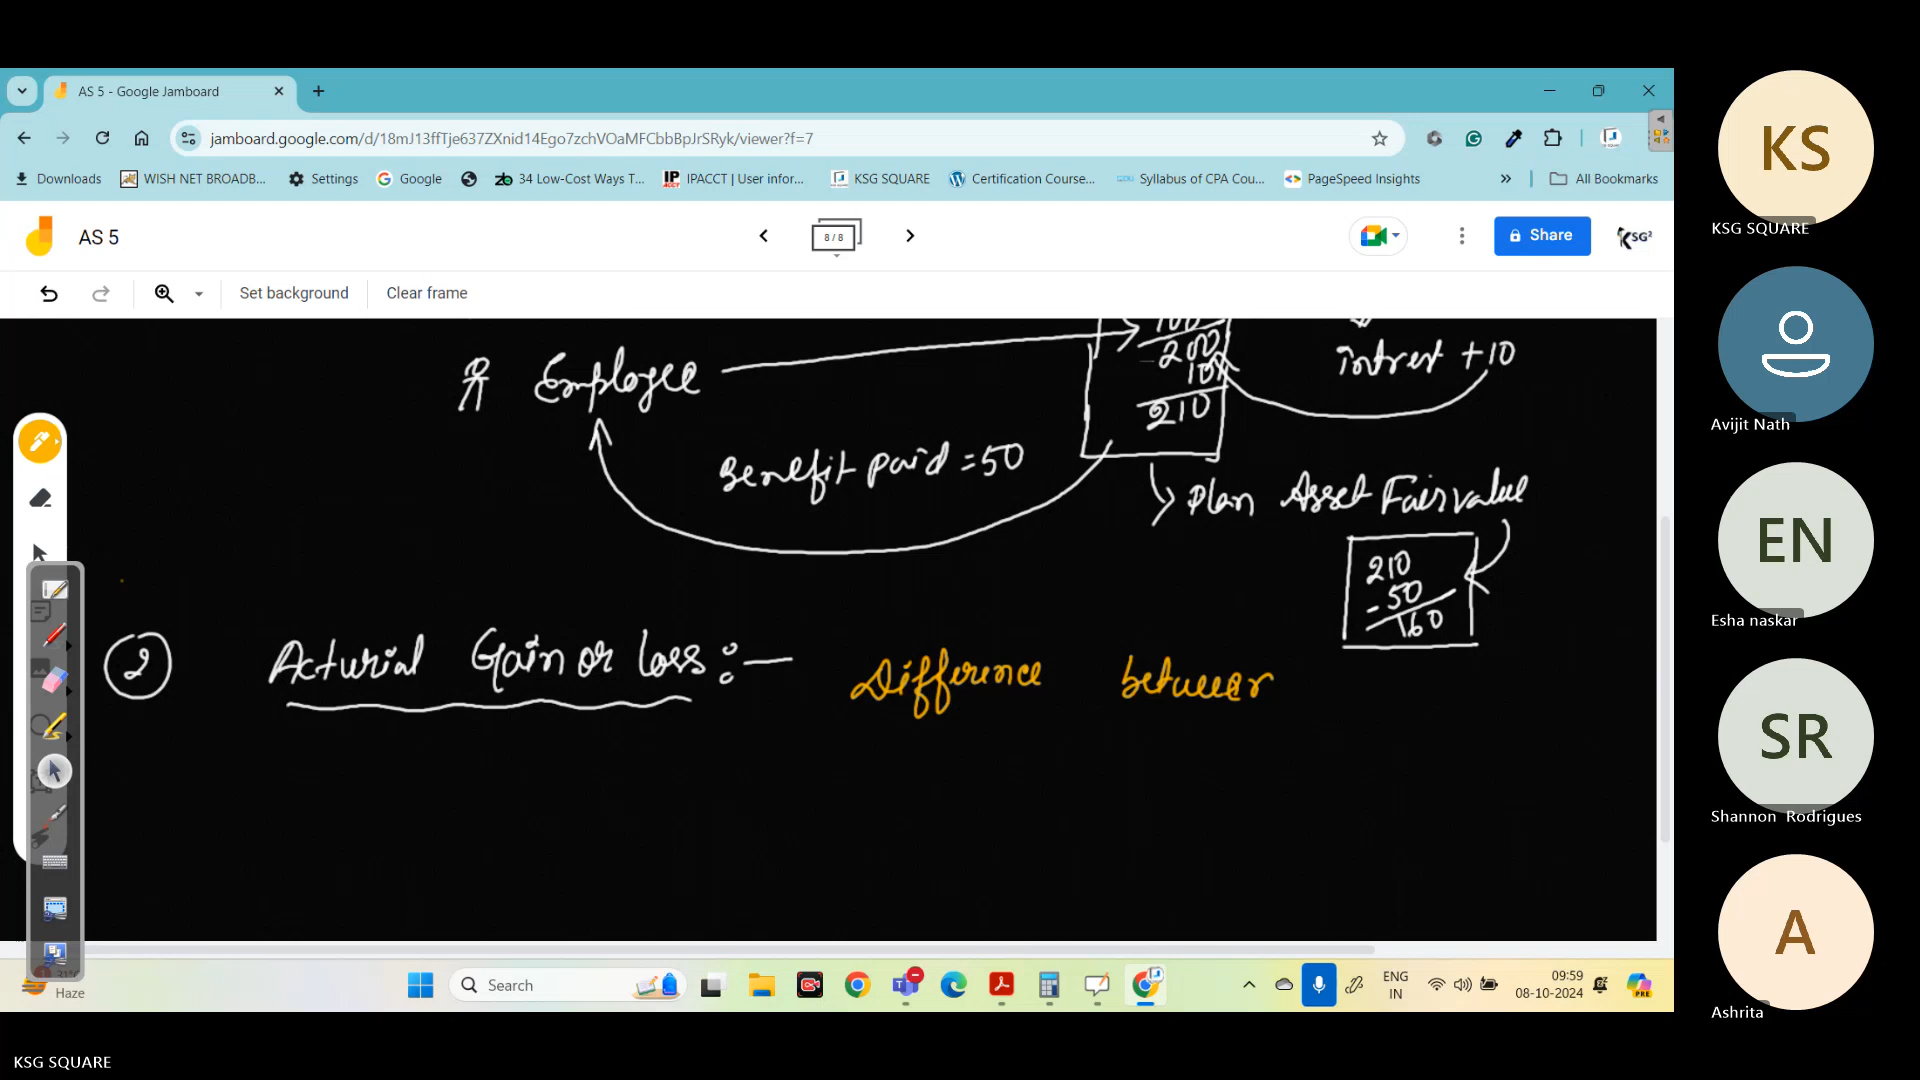 AS 5 - Google Jamboard
jamboard.google.com/d/18mJ13ffTje637ZXnid14Ego7zchVOaMFCbbBpJrSRyk/viewer?f=7
Downloads WISH NET BROADB... Settings Google 34 Low-Cost Ways T... IPACCT | User infor... KSG SQUARE Certification Course... Syllabus of CPA Cou... PageSpeed Insights » All Bookmarks
AS 5
8 / 8
Share
KSG²
Set background Clear frame
200
10
210
intrest +10
Employee
Benefit paid = 50
Plan Asset Fairvalue
210
- 50
160
2 Acturial Gain or loss :— Difference between
Haze
Search
ENG
IN
09:59
08-10-2024
KS
KSG SQUARE
Avijit Nath
EN
Esha naskar
SR
Shannon Rodrigues
A
Ashrita
KSG SQUARE